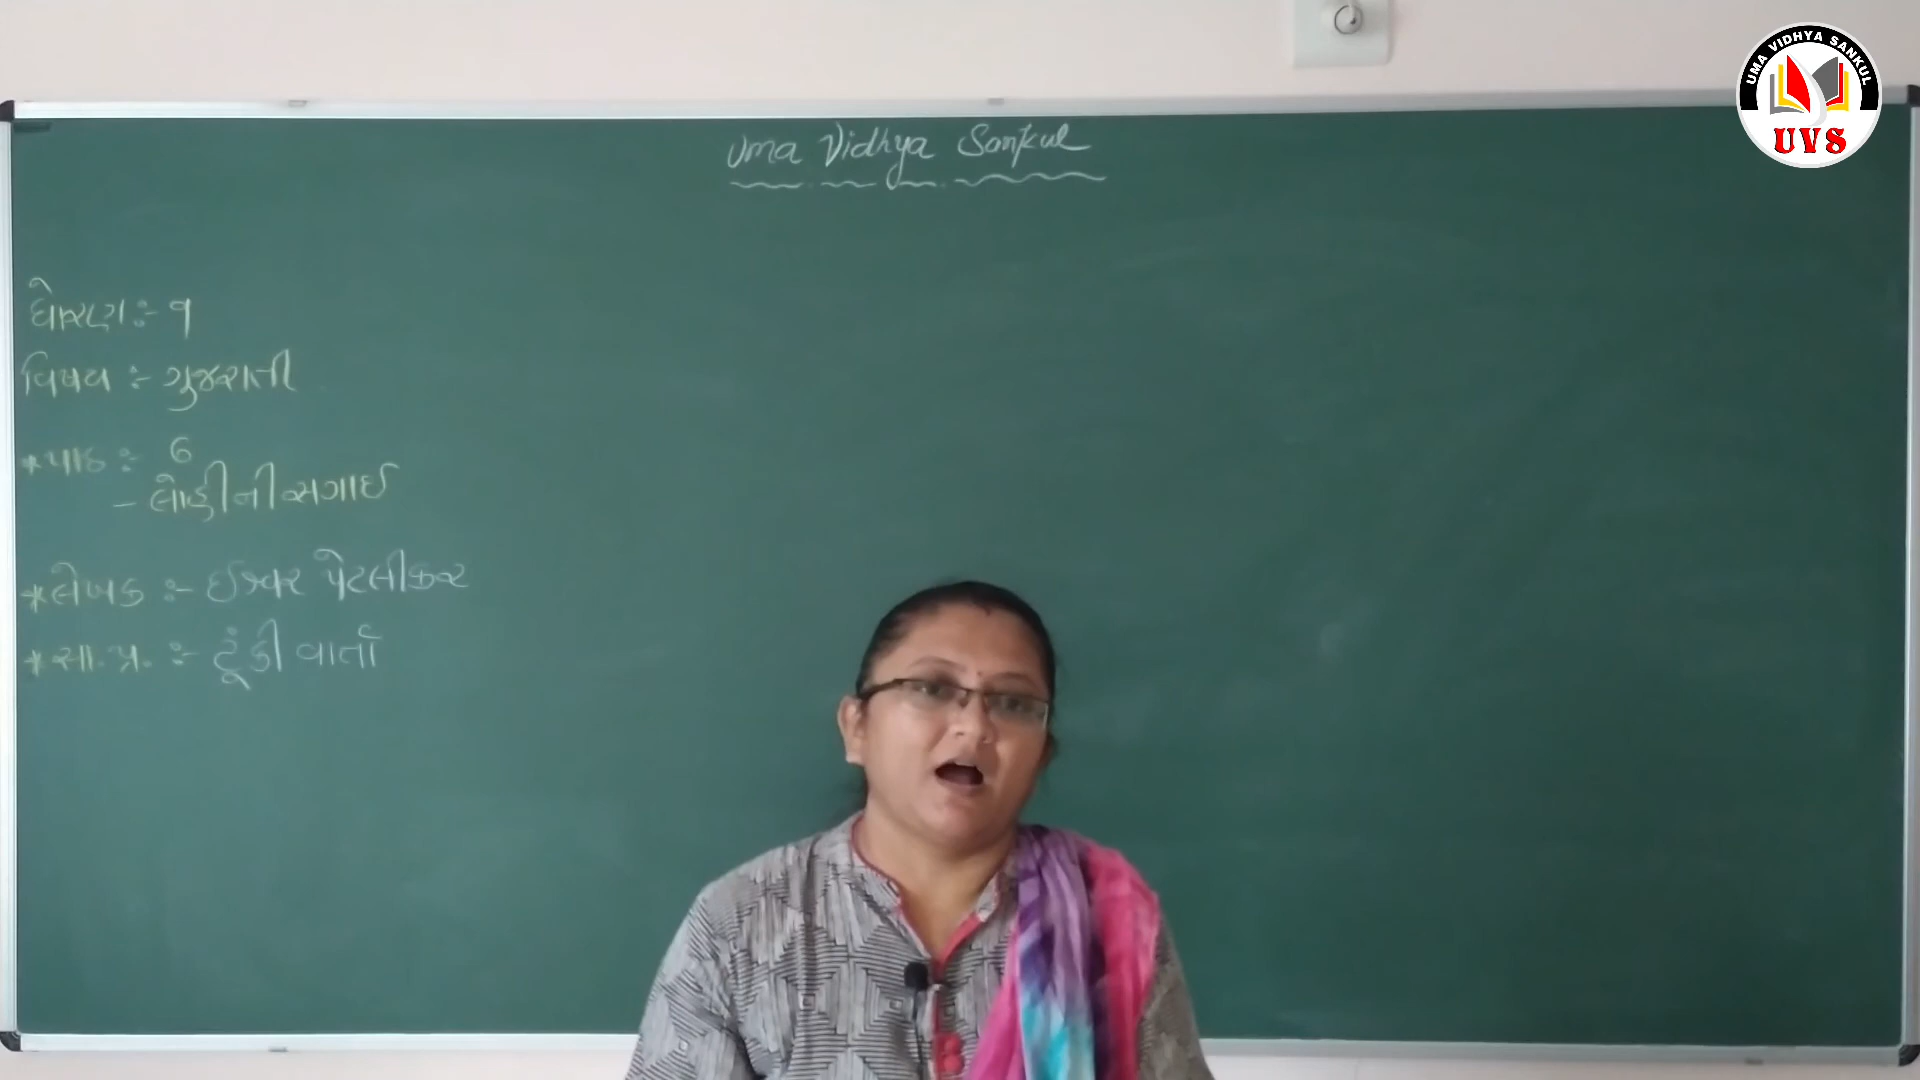 Uma Vidhya Sankul
UMA VIDHYA SANKUL
UVS
ધોરણ :- ૧
વિષય :- ગુજરાતી
* પાઠ :- 6
- લોહીની સગાઈ
* લેખક :- ઈશ્વર પેટલીકર
* સા.પ્ર. :- ટૂંકી વાર્તા